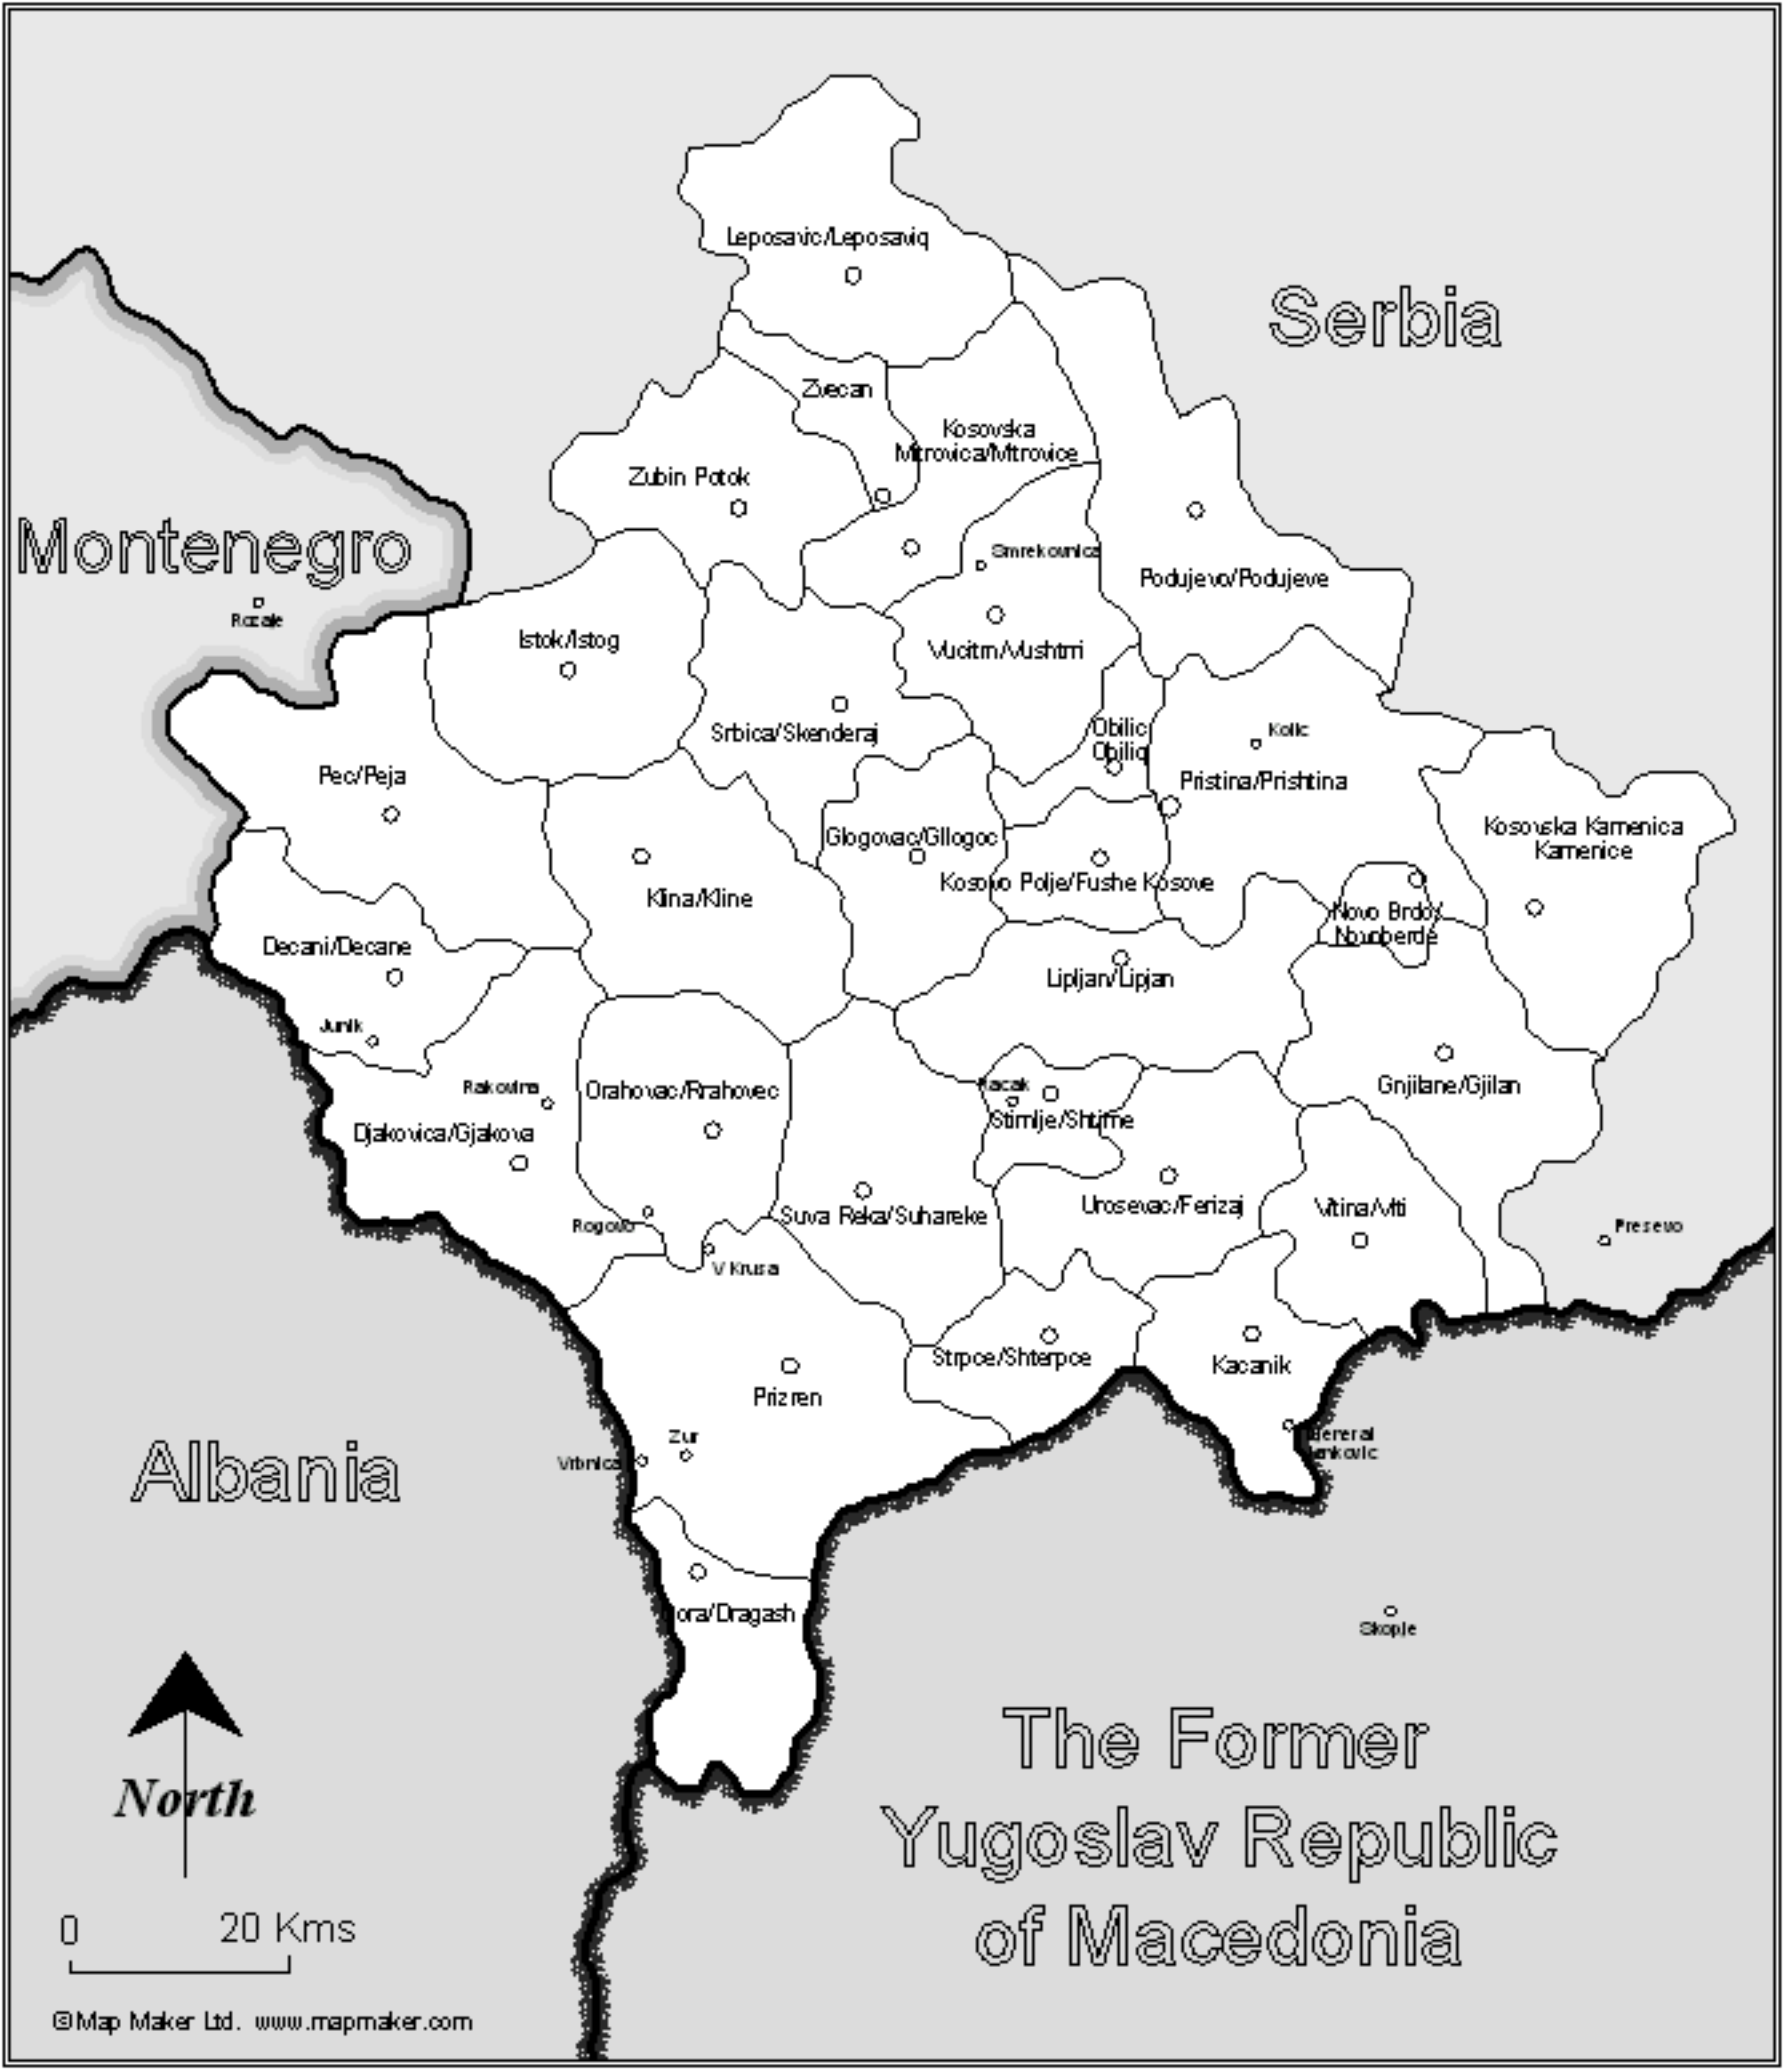 Leposavic/Leposaviq
Serbia
Zvecan
Kosovska
Mitrovica/Mitrovice
Zubin Potok
Montenegro
Smrekovnica
Podujevo/Podujeve
Rozaje
Istok/Istog
Vucitrn/Vushtrri
Srbica/Skenderaj
Obilic
Obiliq
Kolic
Pec/Peja
Pristina/Prishtina
Glogovac/Gllogoc
Kosovska Kamenica
Kamenice
Kosovo Polje/Fushe Kosove
Klina/Kline
Novo Brdo/
Novoberde
Decani/Decane
Lipljan/Lipjan
Junik
Rakovina
Orahovac/Rrahovec
Racak
Gnjilane/Gjilan
Stimlje/Shtime
Djakovica/Gjakova
Rogovo
Suva Reka/Suhareke
Urosevac/Ferizaj
Vitina/Viti
Presevo
V Krusa
Strpce/Shterpce
Kacanik
Prizren
Zur
Vrbnica
General
Jankovic
Albania
ora/Dragash
Skopje
North
The Former
Yugoslav Republic
of Macedonia
0 20 Kms
©Map Maker Ltd. www.mapmaker.com